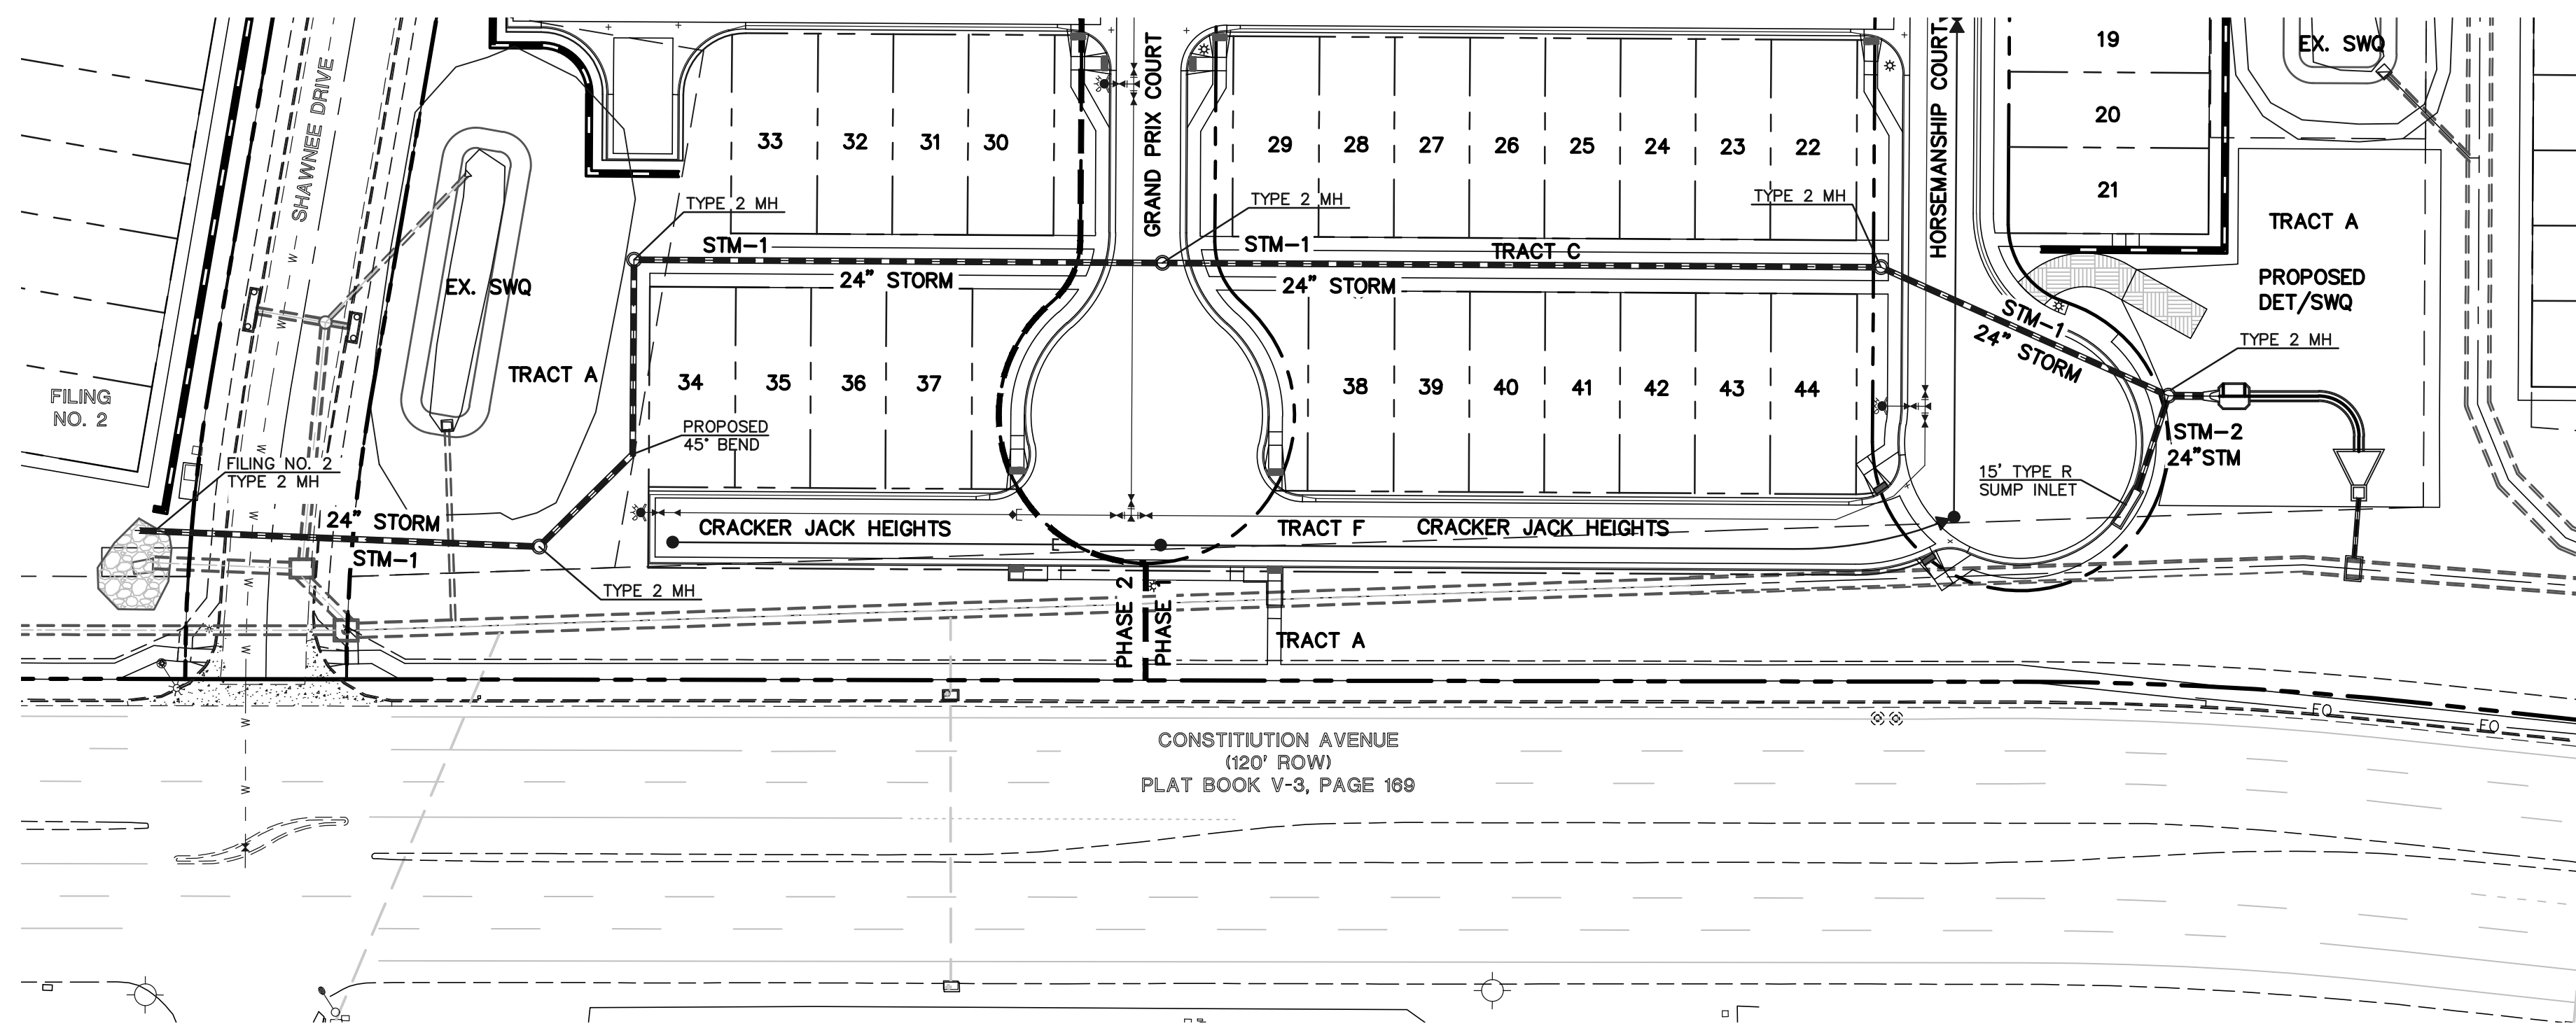 SHAWNEE DRIVE
GRAND PRIX COURT
HORSEMANSHIP COURT
19
20
21
EX. SWQ
33
32
31
30
29
28
27
26
25
24
23
22
TYPE 2 MH
TYPE 2 MH
TYPE 2 MH
TRACT A
STM-1
STM-1
TRACT C
24" STORM
24" STORM
EX. SWQ
PROPOSED
DET/SWQ
STM-1
24" STORM
TYPE 2 MH
TRACT A
34
35
36
37
38
39
40
41
42
43
44
FILING
NO. 2
PROPOSED
45° BEND
STM-2
24"STM
FILING NO. 2
TYPE 2 MH
15' TYPE R
SUMP INLET
24" STORM
STM-1
CRACKER JACK HEIGHTS
TRACT F
CRACKER JACK HEIGHTS
TYPE 2 MH
PHASE 2
PHASE 1
TRACT A
W
W
W
W
W
W
W
W
W
EO
EO
CONSTITIUTION AVENUE
(120' ROW)
PLAT BOOK V-3, PAGE 169